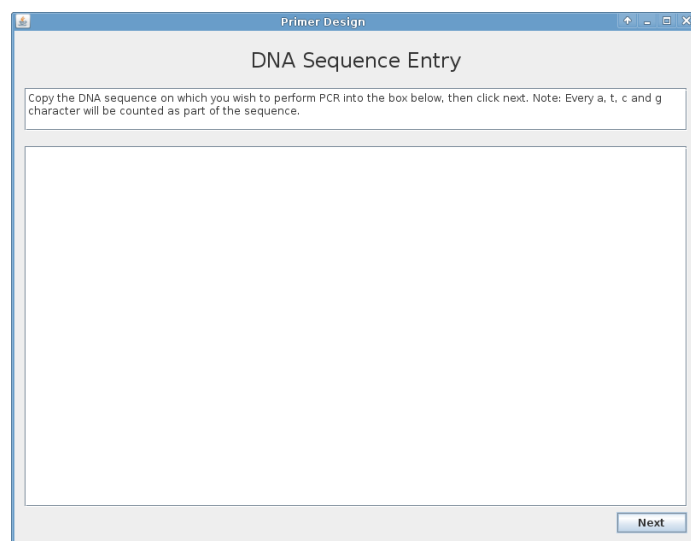 Primer Design
DNA Sequence Entry
Copy the DNA sequence on which you wish to perform PCR into the box below, then click next. Note: Every a, t, c and g
character will be counted as part of the sequence.
Next